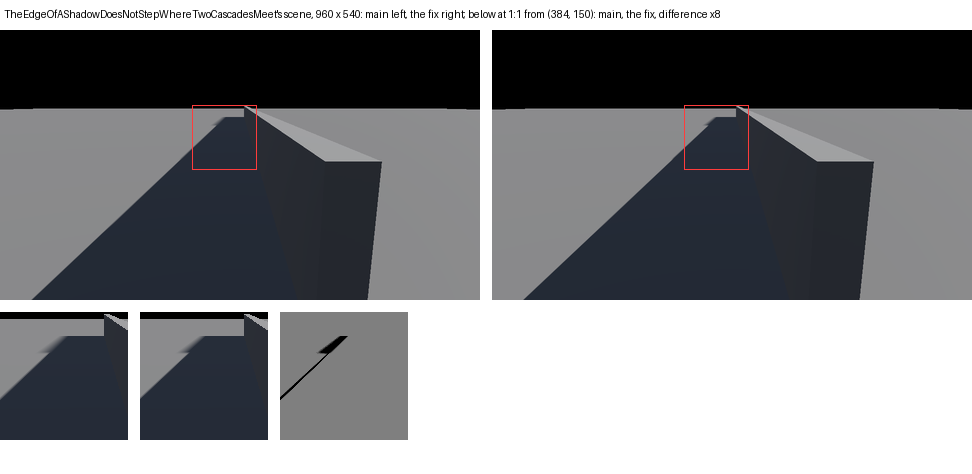 TheEdgeOfAShadowDoesNotStepWhereTwoCascadesMeet's scene, 960 x 540: main left, the fix right; below at 1:1 from (384, 150): main, the fix, difference x8